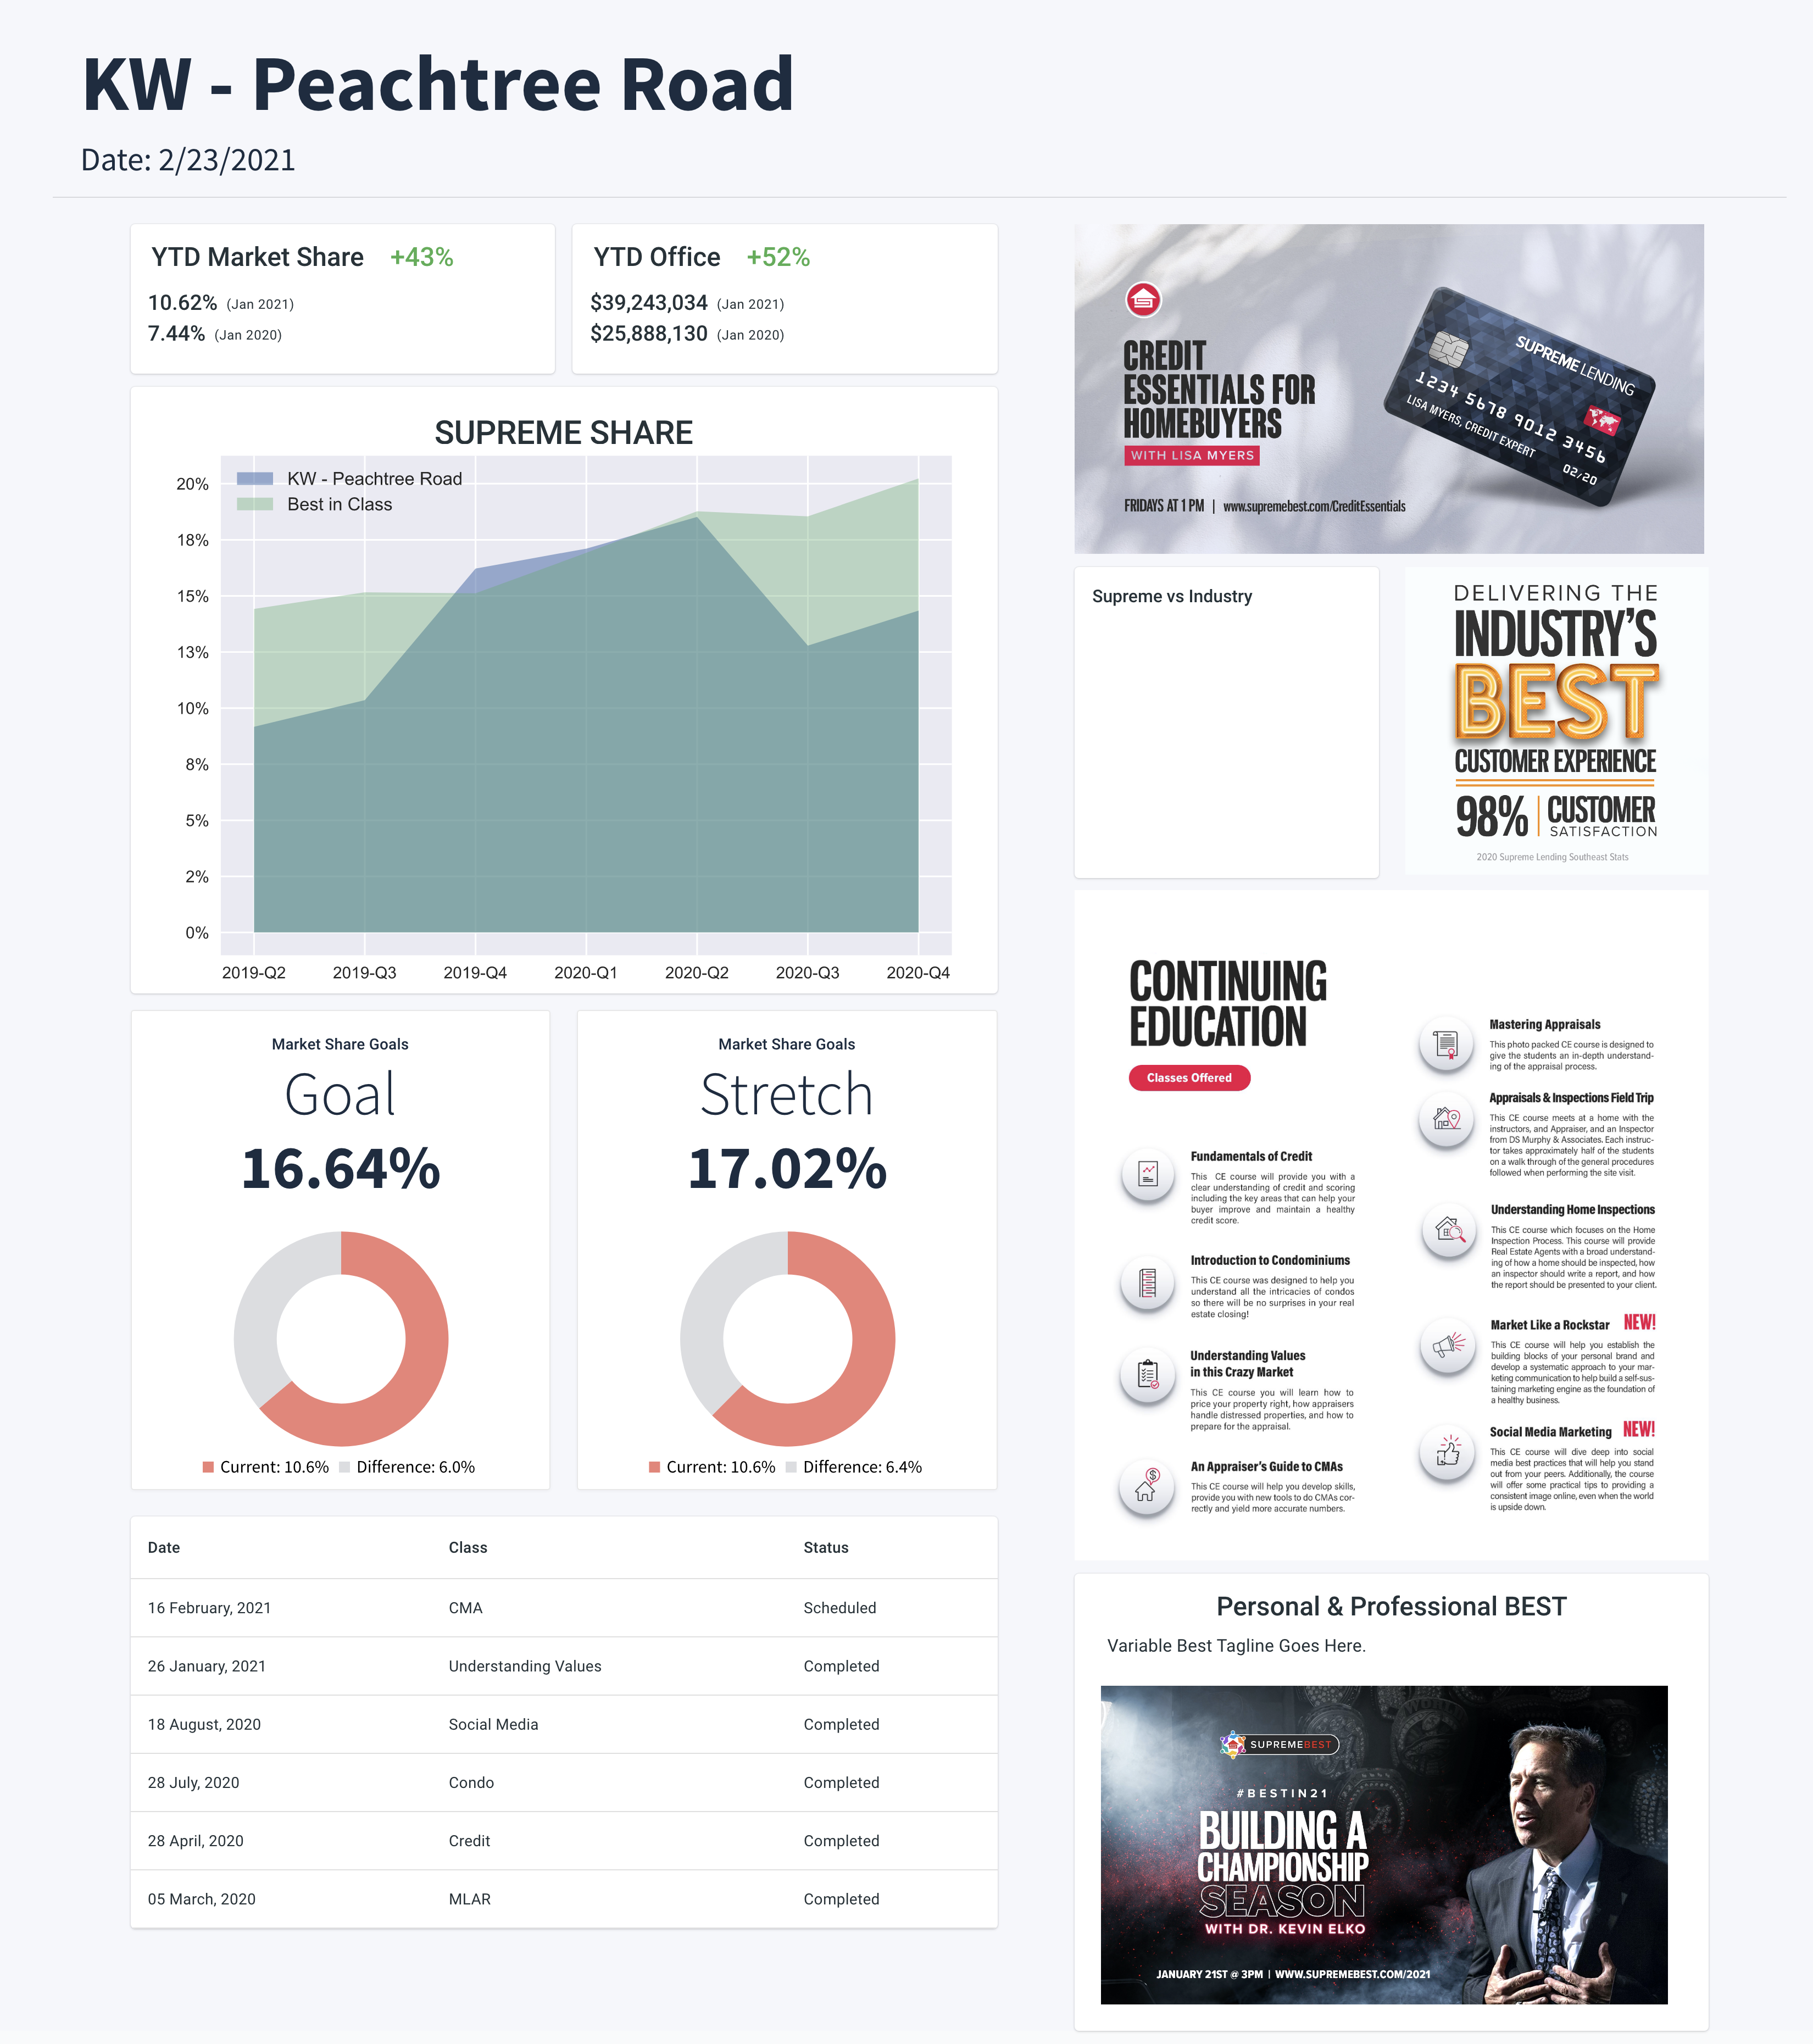 KW - Peachtree Road
Date: 2/23/2021
YTD Market Share +43%
10.62% (Jan 2021)
7.44% (Jan 2020)
YTD Office +52%
$39,243,034 (Jan 2021)
$25,888,130 (Jan 2020)
SUPREME SHARE
KW - Peachtree Road
Best in Class
20%
18%
15%
13%
10%
8%
5%
2%
0%
2019-Q2 2019-Q3 2019-Q4 2020-Q1 2020-Q2 2020-Q3 2020-Q4
Market Share Goals
Goal
16.64%
Current: 10.6% Difference: 6.0%
Market Share Goals
Stretch
17.02%
Current: 10.6% Difference: 6.4%
Date Class Status
16 February, 2021 CMA Scheduled
26 January, 2021 Understanding Values Completed
18 August, 2020 Social Media Completed
28 July, 2020 Condo Completed
28 April, 2020 Credit Completed
05 March, 2020 MLAR Completed
CREDIT
ESSENTIALS FOR
HOMEBUYERS
WITH LISA MYERS
FRIDAYS AT 1 PM | www.supremebest.com/CreditEssentials
SUPREME LENDING
1234 5678 9012 3456
LISA MYERS, CREDIT EXPERT
02/20
Supreme vs Industry
DELIVERING THE
INDUSTRY'S
BEST
CUSTOMER EXPERIENCE
98% CUSTOMER
SATISFACTION
2020 Supreme Lending Southeast Stats
CONTINUING
EDUCATION
Classes Offered
Fundamentals of Credit
This CE course will provide you with a
clear understanding of credit and scoring
including the key areas that can help your
buyer improve and maintain a healthy
credit score.
Introduction to Condominiums
This CE course was designed to help you
understand all the intricacies of condos
so there will be no surprises in your real
estate closing!
Understanding Values
in this Crazy Market
This CE course you will learn how to
price your property right, how appraisers
handle distressed properties, and how to
prepare for the appraisal.
An Appraiser's Guide to CMAs
This CE course will help you develop skills,
provide you with new tools to do CMAs cor-
rectly and yield more accurate numbers.
Mastering Appraisals
This photo packed CE course is designed to
give the students an in-depth understand-
ing of the appraisal process.
Appraisals & Inspections Field Trip
This CE course meets at a home with the
instructors, and Appraiser, and an Inspector
from DS Murphy & Associates. Each instruc-
tor takes approximately half of the students
on a walk through of the general procedures
followed when performing the site visit.
Understanding Home Inspections
This CE course which focuses on the Home
Inspection Process. This course will provide
Real Estate Agents with a broad understand-
ing of how a home should be inspected, how
an inspector should write a report, and how
the report should be presented to your client.
Market Like a Rockstar NEW!
This CE course will help you establish the
building blocks of your personal brand and
develop a systematic approach to your mar-
keting communication to help build a self-sus-
taining marketing engine as the foundation of
a healthy business.
Social Media Marketing NEW!
This CE course will dive deep into social
media best practices that will help you stand
out from your peers. Additionally, the course
will offer some practical tips to providing a
consistent image online, even when the world
is upside down.
Personal & Professional BEST
Variable Best Tagline Goes Here.
SUPREMEBEST
#BESTIN21
BUILDING A
CHAMPIONSHIP
SEASON
WITH DR. KEVIN ELKO
JANUARY 21ST @ 3PM | WWW.SUPREMEBEST.COM/2021